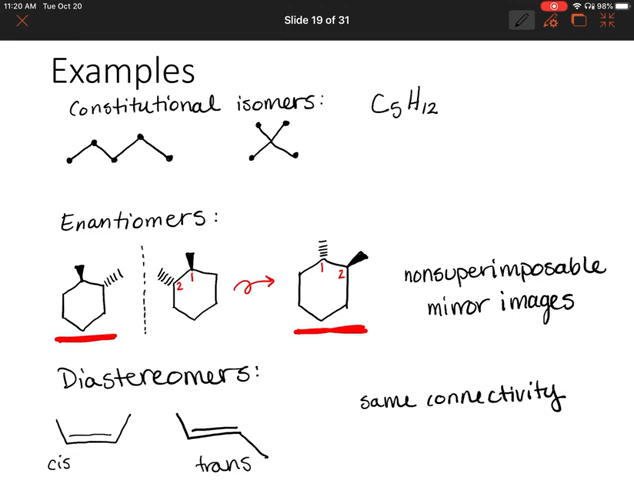 11:20 AM Tue Oct 20
98%
Slide 19 of 31
Examples
Constitutional isomers: C5H12
Enantiomers:
1
2
1
2
nonsuperimposable
mirror images
Diastereomers:
same connectivity
cis
trans